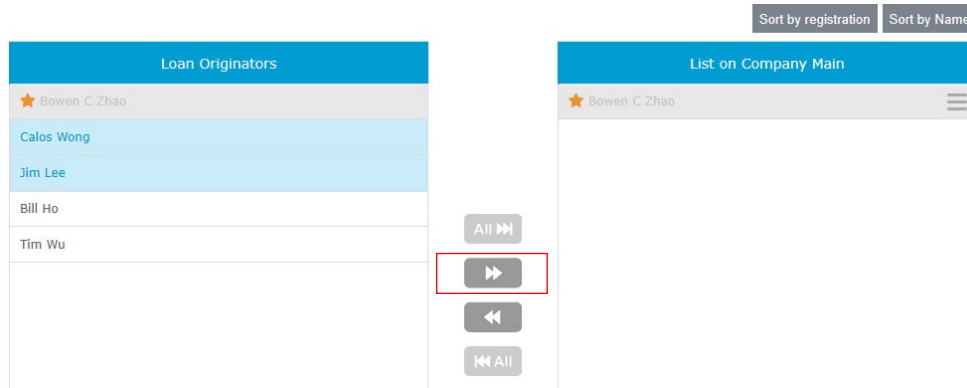 Sort by registration Sort by Name
Loan Originators List on Company Main
Bowen C Zhao Bowen C Zhao
Calos Wong
Jim Lee
Bill Ho
Tim Wu
All
All